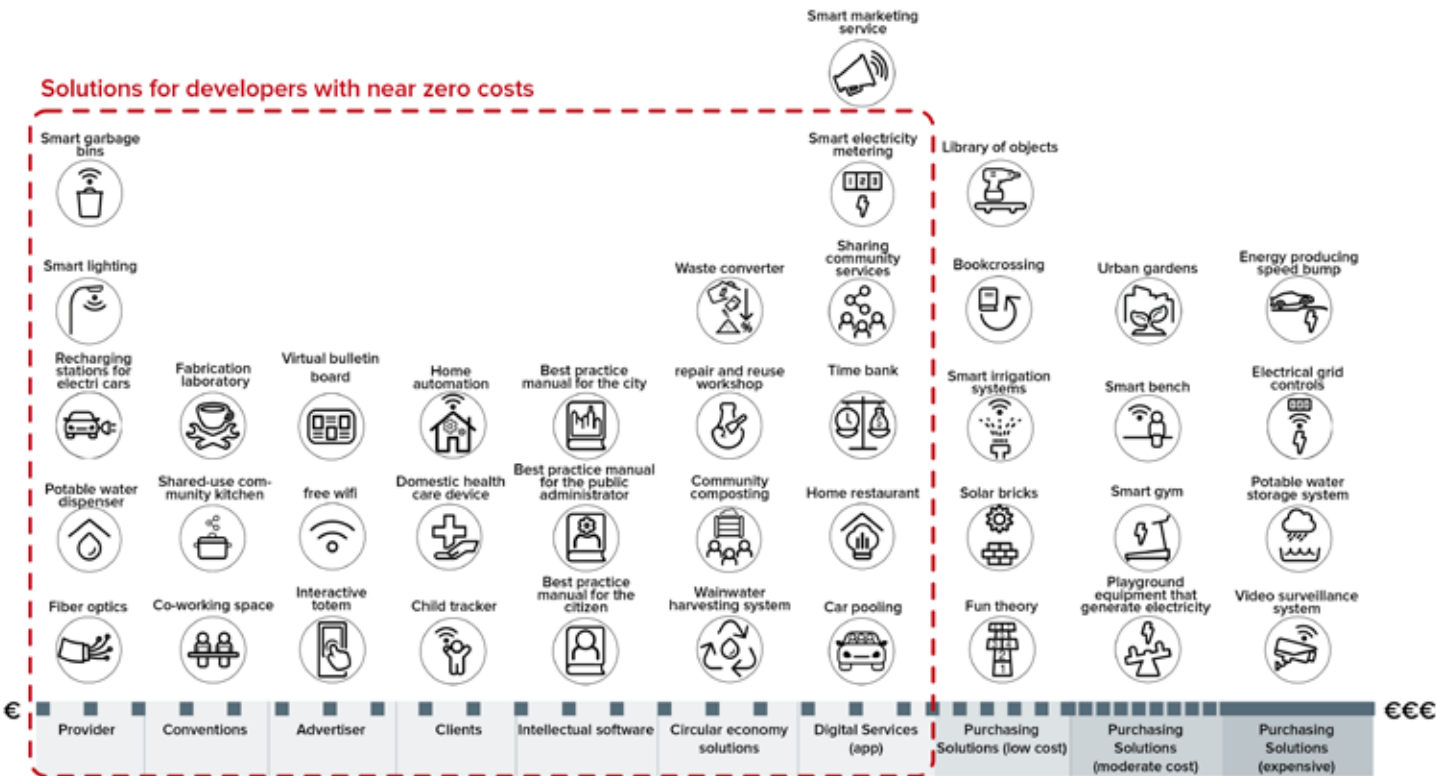 Smart marketing
service
Solutions for developers with near zero costs
Smart garbage
bins
Smart electricity
metering
1 2 3
Library of objects
Smart lighting
Waste converter
%
Sharing
community
services
Bookcrossing
Urban gardens
Energy producing
speed bump
Recharging
stations for
electri cars
Fabrication
laboratory
Virtual bulletin
board
Home
automation
Best practice
manual for the city
repair and reuse
workshop
Time bank
Smart irrigation
systems
Smart bench
Electrical grid
controls
Potable water
dispenser
Shared-use com-
munity kitchen
free wifi
Domestic health
care device
Best practice manual
for the public
administrator
Community
composting
Home restaurant
Solar bricks
Smart gym
Potable water
storage system
Fiber optics
Co-working space
Interactive
totem
Child tracker
Best practice
manual for the
citizen
Wainwater
harvesting system
Car pooling
Fun theory
2
1
Playground
equipment that
generate electricity
Video surveillance
system
€
€€€
Provider
Conventions
Advertiser
Clients
Intellectual software
Circular economy
solutions
Digital Services
(app)
Purchasing
Solutions (low cost)
Purchasing
Solutions
(moderate cost)
Purchasing
Solutions
(expensive)